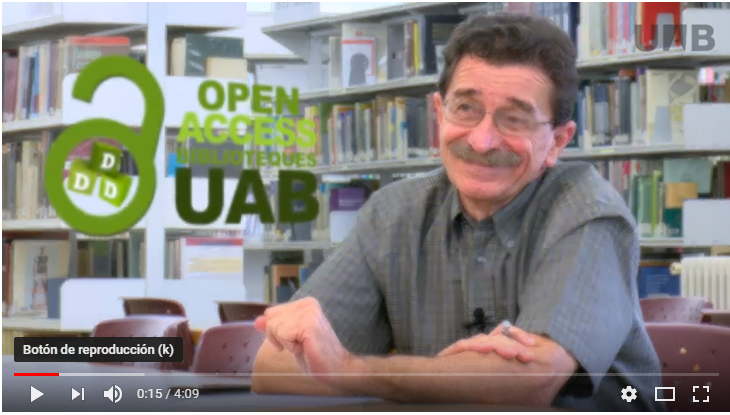 UAB
OPEN
ACCESS
BIBLIOTEQUES
UAB
D
D D
Botón de reproducción (k)
0:15 / 4:09